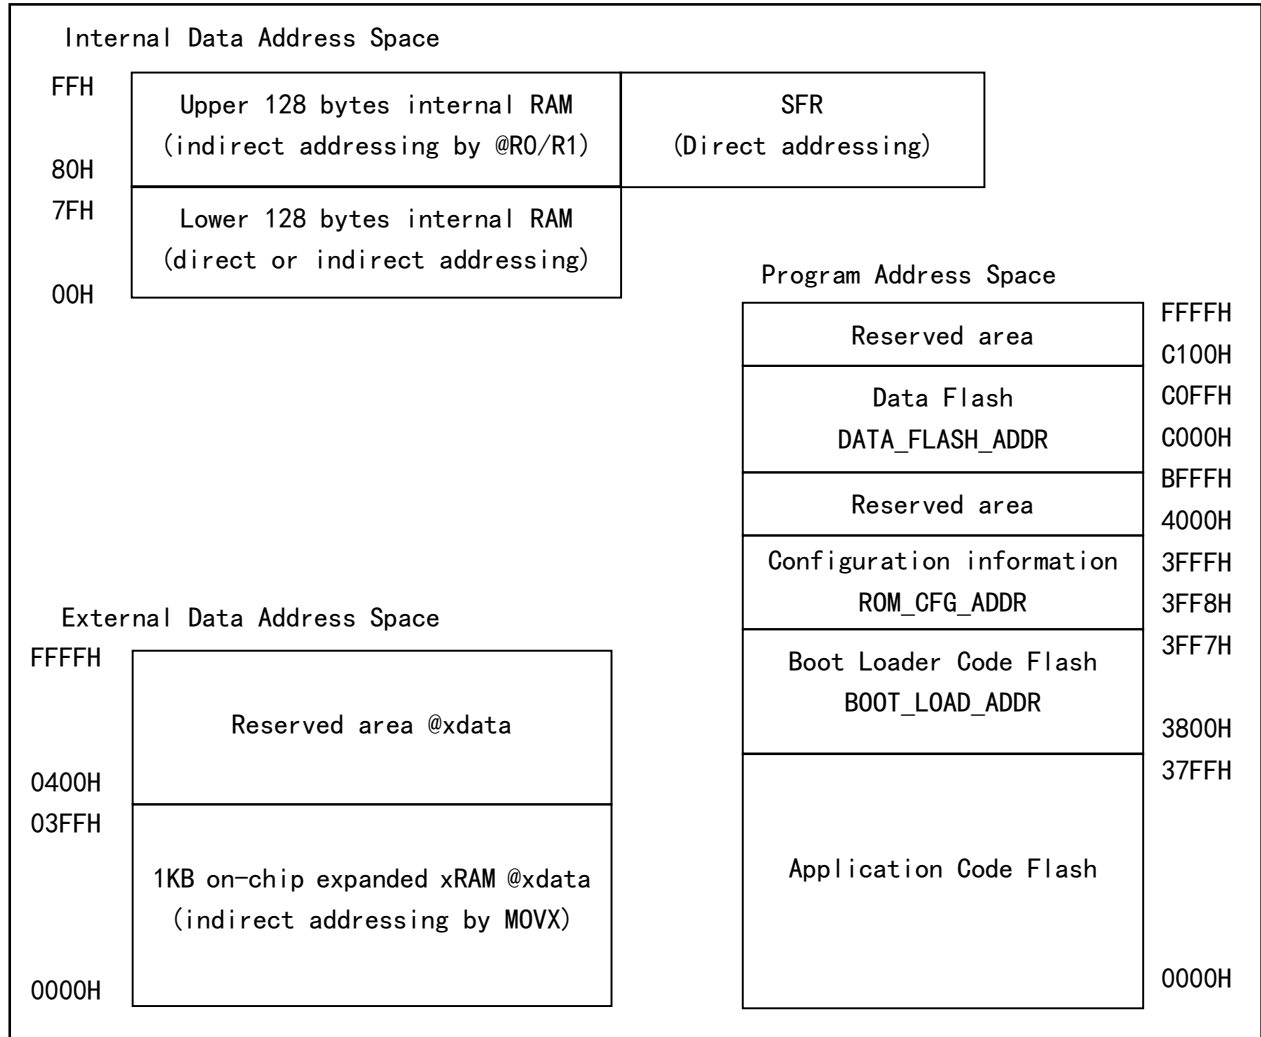 Internal Data Address Space
FFH
Upper 128 bytes internal RAM
(indirect addressing by @R0/R1)
80H
SFR
(Direct addressing)
7FH
Lower 128 bytes internal RAM
(direct or indirect addressing)
00H
Program Address Space
Reserved area
FFFFH
C100H
Data Flash
DATA_FLASH_ADDR
C0FFH
C000H
Reserved area
BFFFH
4000H
Configuration information
ROM_CFG_ADDR
3FFFH
3FF8H
Boot Loader Code Flash
BOOT_LOAD_ADDR
3FF7H
3800H
Application Code Flash
37FFH
0000H
External Data Address Space
FFFFH
Reserved area @xdata
0400H
03FFH
1KB on-chip expanded xRAM @xdata
(indirect addressing by MOVX)
0000H